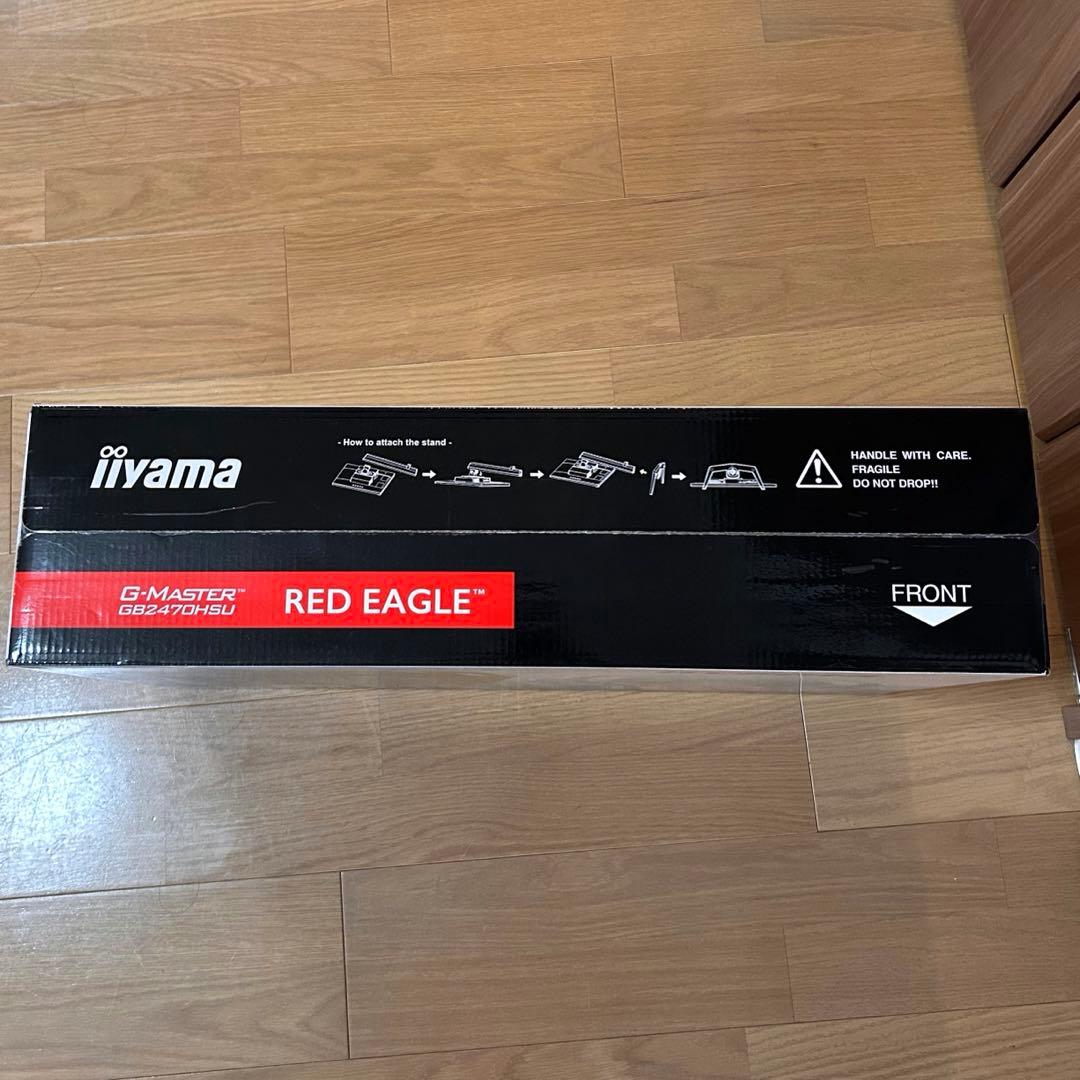 iiyama
- How to attach the stand -
HANDLE WITH CARE.
FRAGILE
DO NOT DROP!!
G-MASTER™
GB2470HSU
RED EAGLE™
FRONT